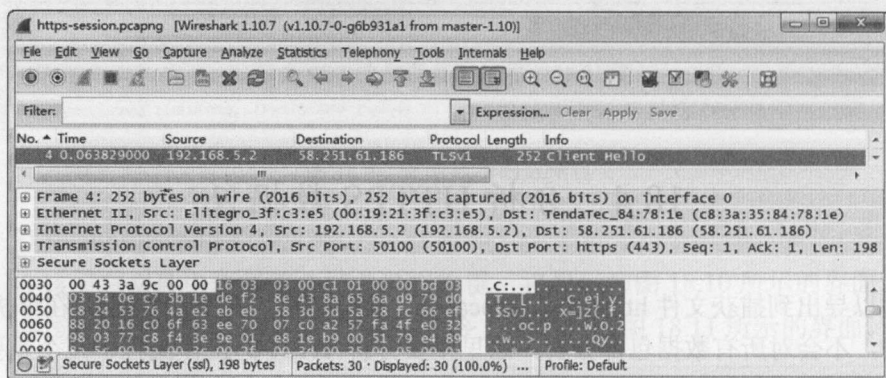 https-session.pcapng [Wireshark 1.10.7 (v1.10.7-0-g6b931a1 from master-1.10)]
File Edit View Go Capture Analyze Statistics Telephony Tools Internals Help
Filter: Expression... Clear Apply Save
No. Time Source Destination Protocol Length Info
4 0.063829000 192.168.5.2 58.251.61.186 TLSv1 252 Client Hello
Frame 4: 252 bytes on wire (2016 bits), 252 bytes captured (2016 bits) on interface 0
Ethernet II, Src: Elitegro_3f:c3:e5 (00:19:21:3f:c3:e5), Dst: TendaTec_84:78:1e (c8:3a:35:84:78:1e)
Internet Protocol Version 4, Src: 192.168.5.2 (192.168.5.2), Dst: 58.251.61.186 (58.251.61.186)
Transmission Control Protocol, Src Port: 50100 (50100), Dst Port: https (443), Seq: 1, Ack: 1, Len: 198
Secure Sockets Layer
0030 00 43 3a 9c 00 00 16 03 03 00 c1 01 00 00 bd 03 .C:...
0040 03 54 0e c7 5b 1e de f2 8e 43 8a 65 6a d9 79 d0 .T..[... .C.ej.y.
0050 c8 24 53 76 4a e2 eb eb 58 3d 5d 5a 28 fc 66 ef .$SvJ... X=]Z(.f.
0060 88 20 16 c0 6f 63 ee 70 07 c0 a2 57 fa 4f e0 32 . ..oc.p ...W.O.2
0070 98 03 77 c8 f4 3e 9e 01 e8 1e b9 00 51 79 e4 89 ..w..>.. ....Qy..
Secure Sockets Layer (ssl), 198 bytes Packets: 30 · Displayed: 30 (100.0%) ... Profile: Default